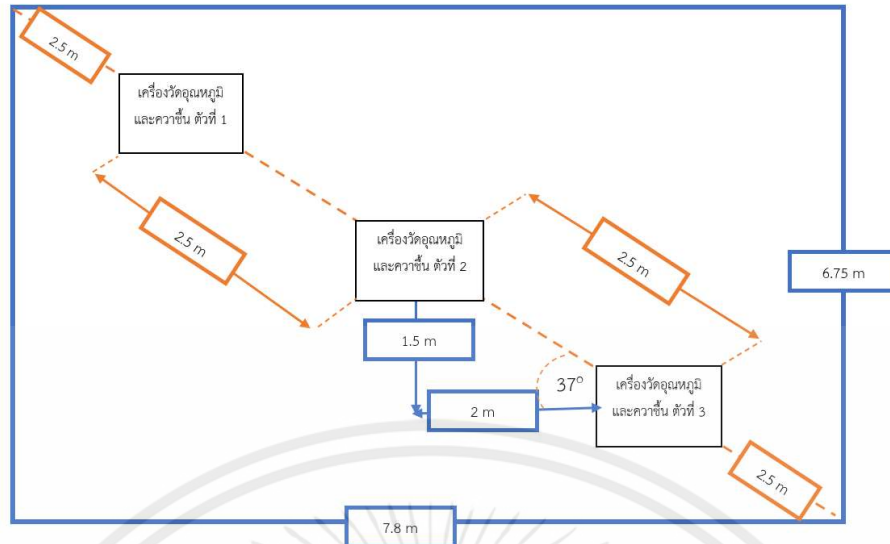 2.5 m
เครื่องวัดอุณหภูมิ
และควาชื้น ตัวที่ 1
2.5 m
เครื่องวัดอุณหภูมิ
และควาชื้น ตัวที่ 2
2.5 m
6.75 m
1.5 m
37°
2 m
เครื่องวัดอุณหภูมิ
และควาชื้น ตัวที่ 3
2.5 m
7.8 m